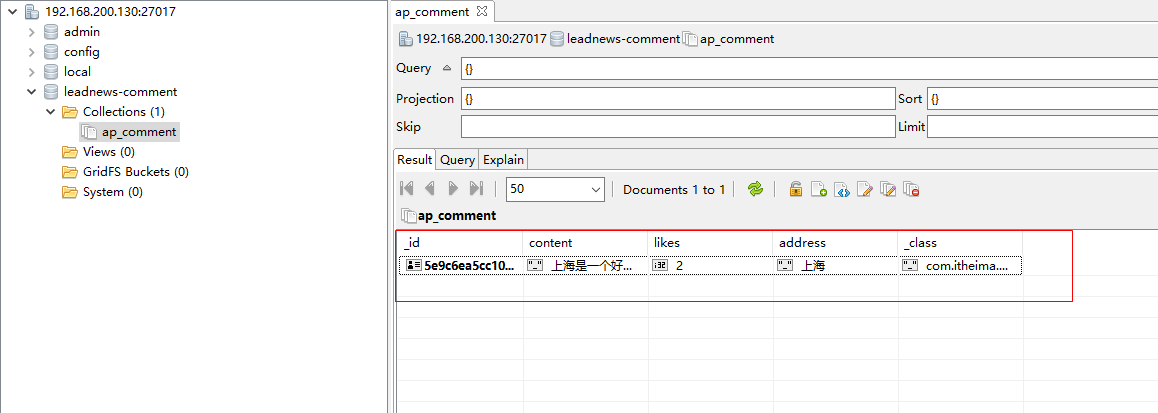 192.168.200.130:27017
admin
config
local
leadnews-comment
Collections (1)
ap_comment
Views (0)
GridFS Buckets (0)
System (0)
ap_comment
192.168.200.130:27017 leadnews-comment ap_comment
Query {}
Projection {} Sort {}
Skip Limit
Result Query Explain
50 Documents 1 to 1
ap_comment
_id content likes address _class
5e9c6ea5cc10... 上海是一个好... i32 2 上海 com.itheima....